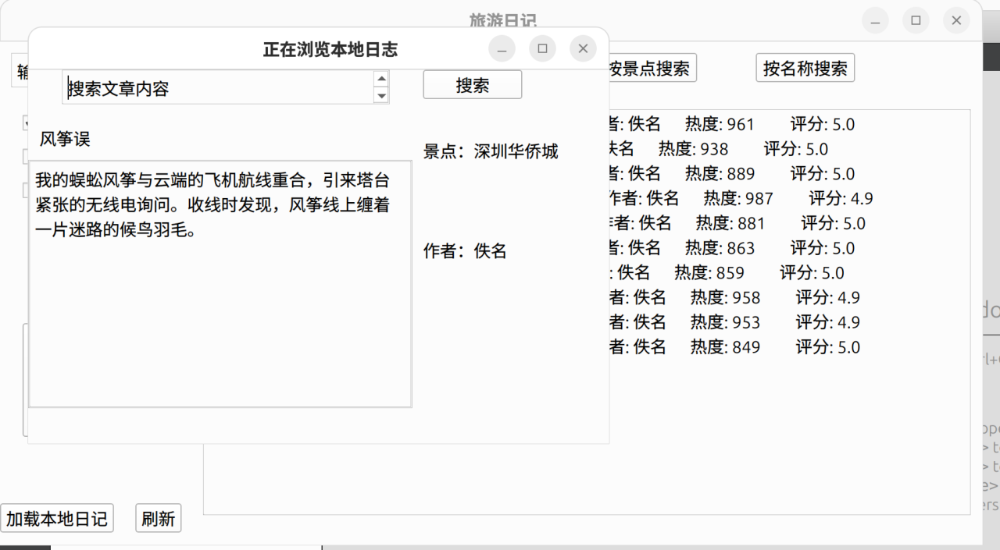 旅游日记
正在浏览本地日志
搜索文章内容
搜索
按景点搜索
按名称搜索
风筝误
景点：深圳华侨城
我的蜈蚣风筝与云端的飞机航线重合，引来塔台
紧张的无线电询问。收线时发现，风筝线上缠着
一片迷路的候鸟羽毛。
作者：佚名
者: 佚名 热度: 961 评分: 5.0
佚名 热度: 938 评分: 5.0
者: 佚名 热度: 889 评分: 5.0
作者: 佚名 热度: 987 评分: 4.9
作者: 佚名 热度: 881 评分: 5.0
者: 佚名 热度: 863 评分: 5.0
: 佚名 热度: 859 评分: 5.0
者: 佚名 热度: 958 评分: 4.9
者: 佚名 热度: 953 评分: 4.9
者: 佚名 热度: 849 评分: 5.0
加载本地日记
刷新